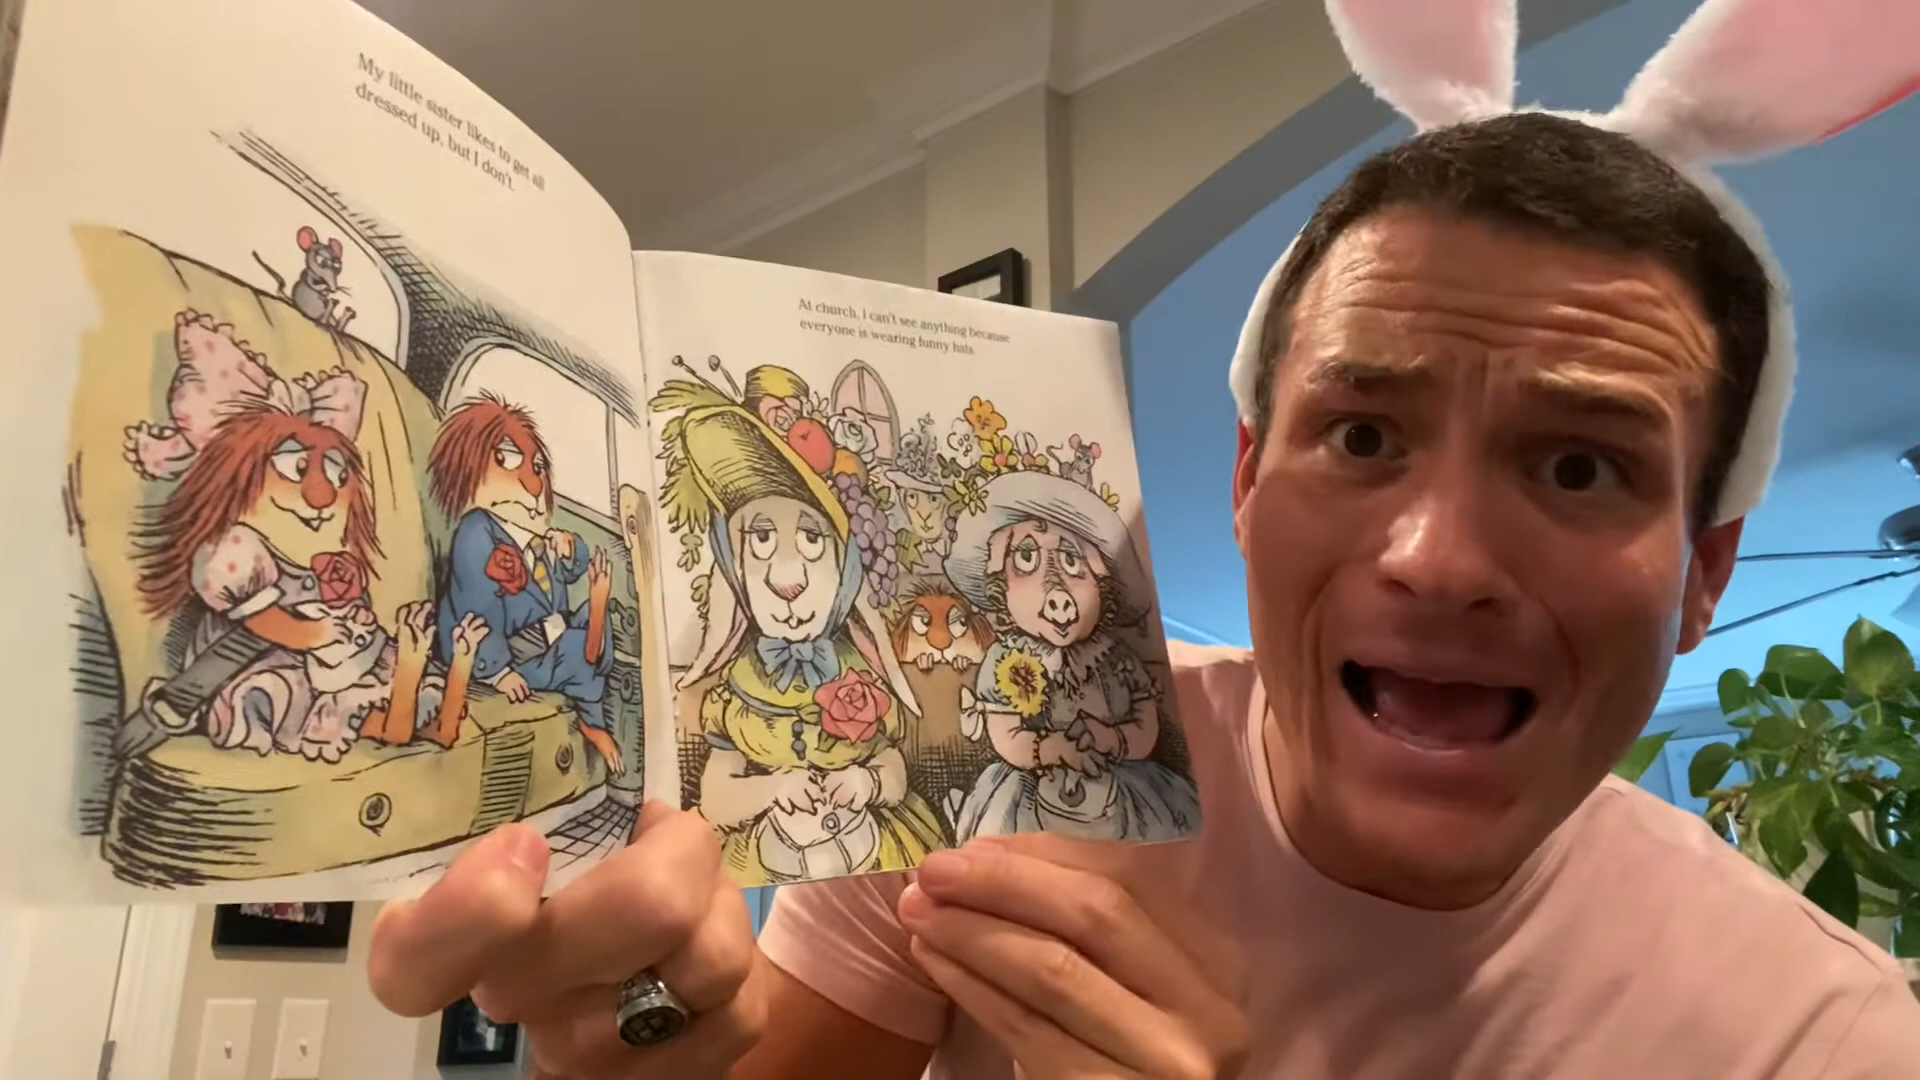 My little sister likes to get all
dressed up, but I don't.
At church, I can't see anything because
everyone is wearing funny hats.